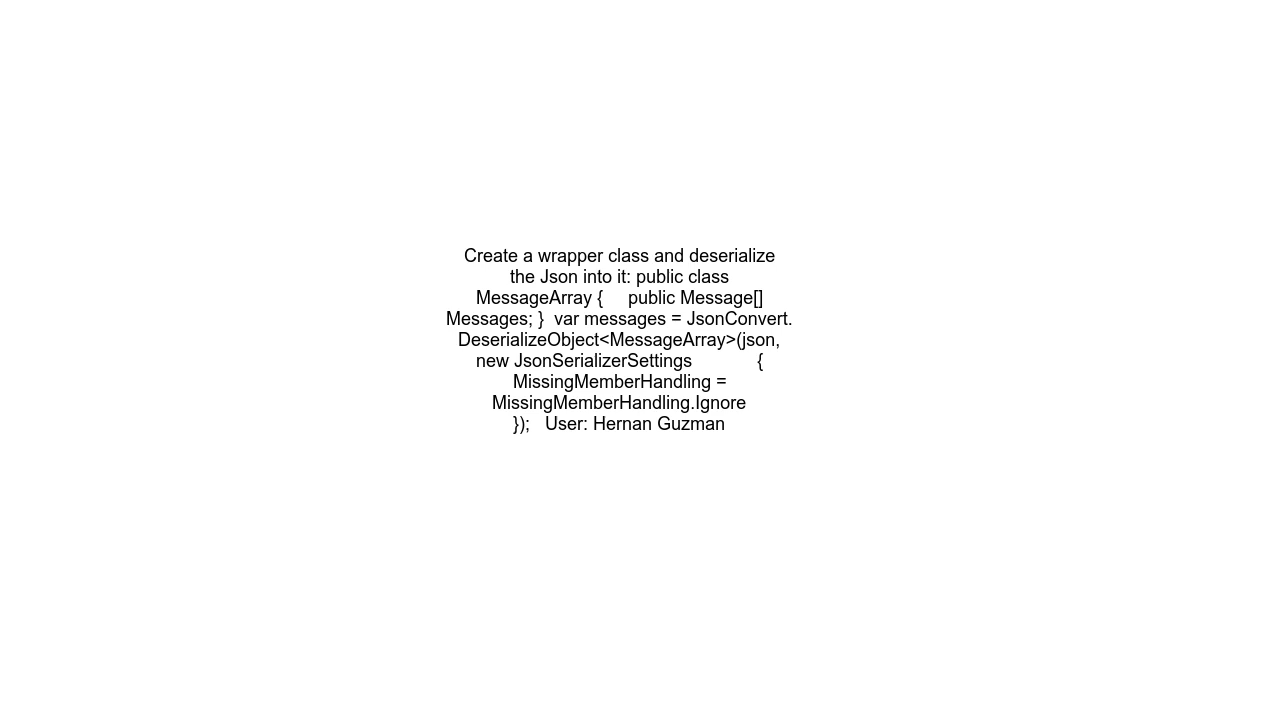 Create a wrapper class and deserialize
the Json into it: public class
MessageArray {     public Message[]
Messages; }  var messages = JsonConvert.
DeserializeObject<MessageArray>(json,
new JsonSerializerSettings             {
MissingMemberHandling =
MissingMemberHandling.Ignore
});   User: Hernan Guzman